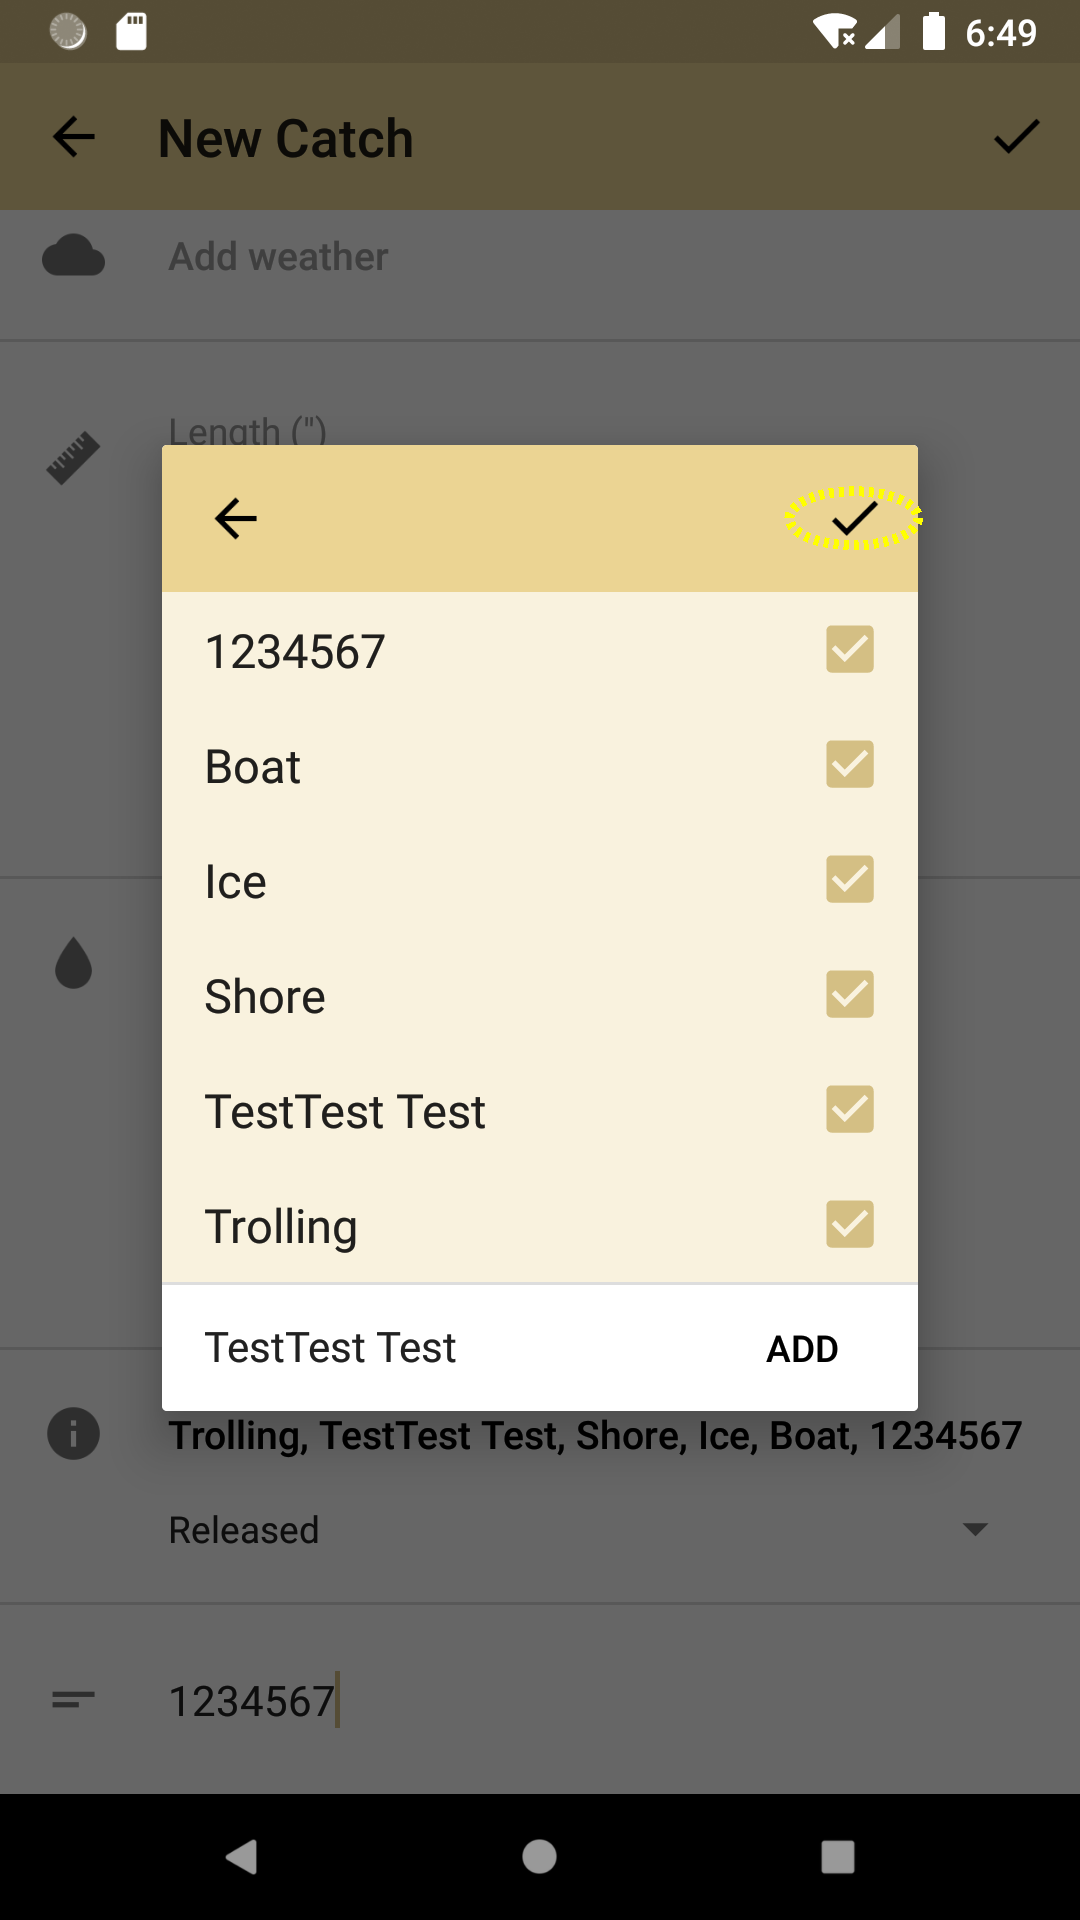 6:49
New Catch
Add weather
Length (")
1234567
Boat
Ice
Shore
TestTest Test
Trolling
TestTest Test ADD
Trolling, TestTest Test, Shore, Ice, Boat, 1234567
Released
1234567